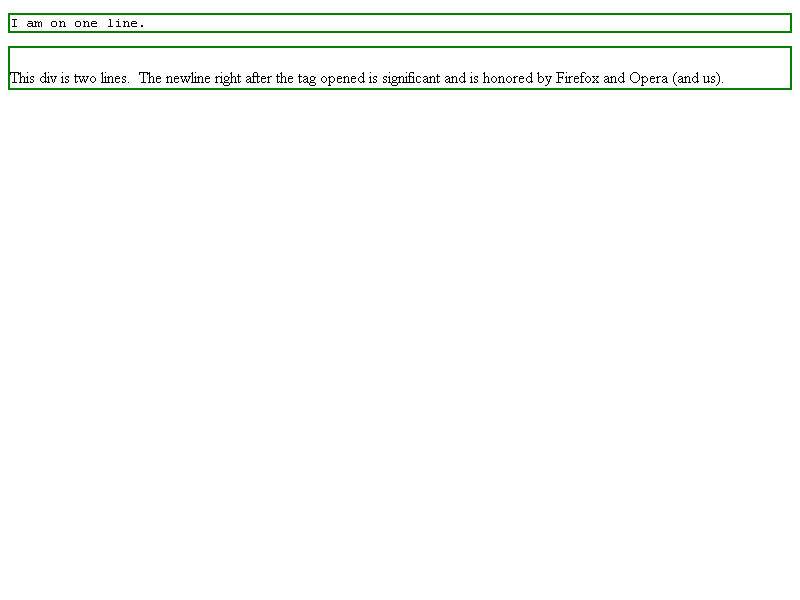 I am on one line.
This div is two lines.  The newline right after the tag opened is significant and is honored by Firefox and Opera (and us).